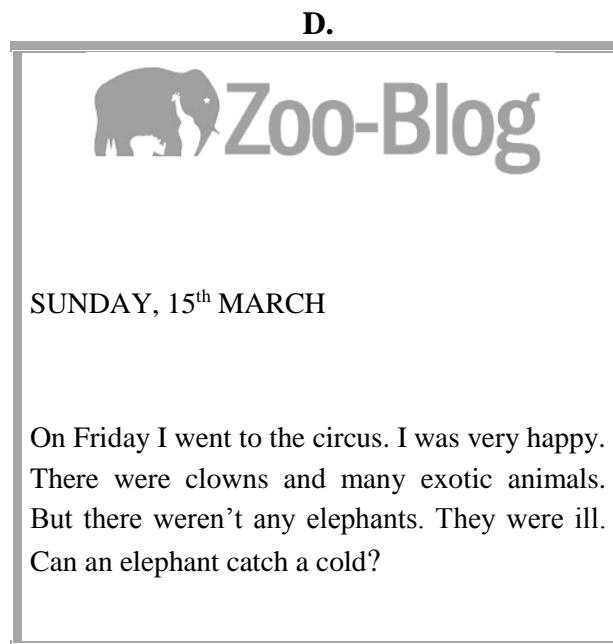 D.
Zoo-Blog
SUNDAY, 15th MARCH
On Friday I went to the circus. I was very happy.
There were clowns and many exotic animals.
But there weren’t any elephants. They were ill.
Can an elephant catch a cold?